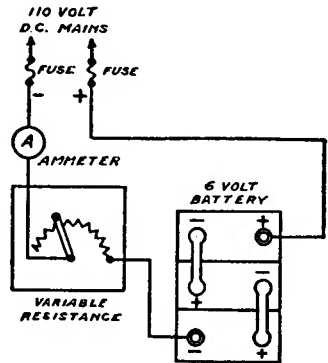 110 VOLT
D.C. MAINS
FUSE
FUSE
- +
A
AMMETER
6 VOLT
BATTERY
- +
-
+
- +
VARIABLE
RESISTANCE